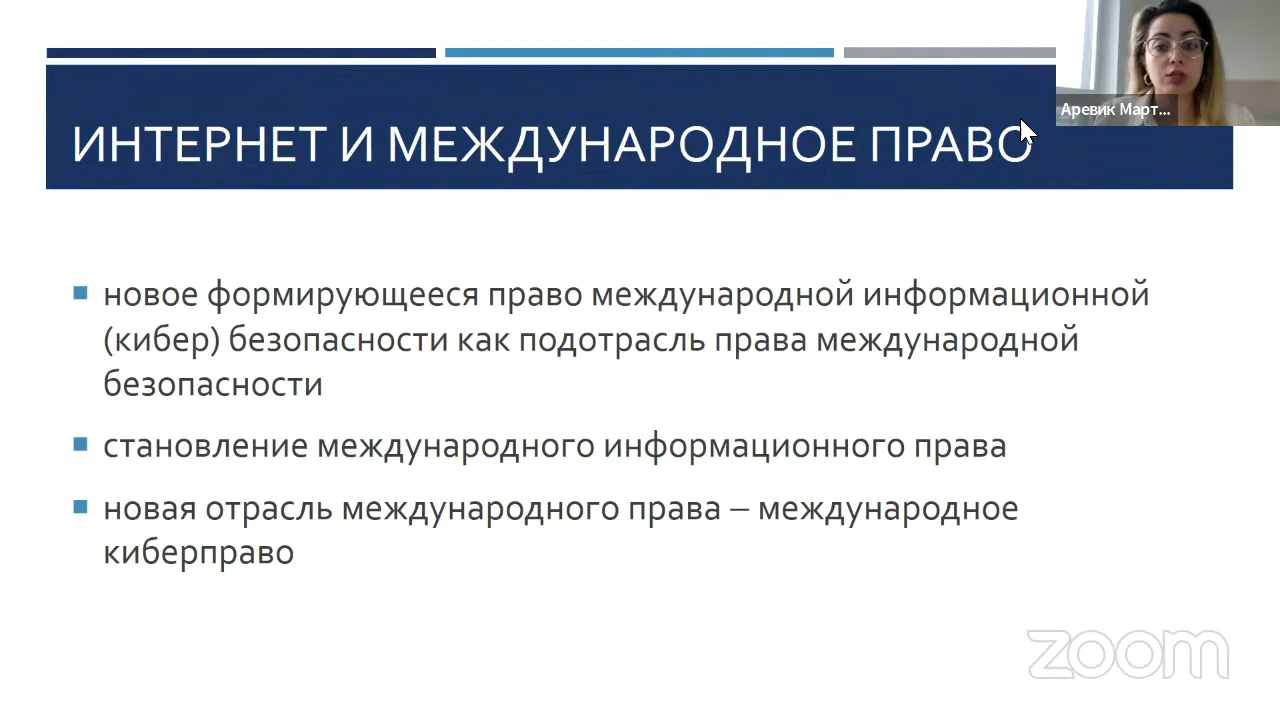 Аревик Март...
ИНТЕРНЕТ И МЕЖДУНАРОДНОЕ ПРАВО
новое формирующееся право международной информационной
(кибер) безопасности как подотрасль права международной
безопасности
становление международного информационного права
новая отрасль международного права – международное
киберправо
zoom